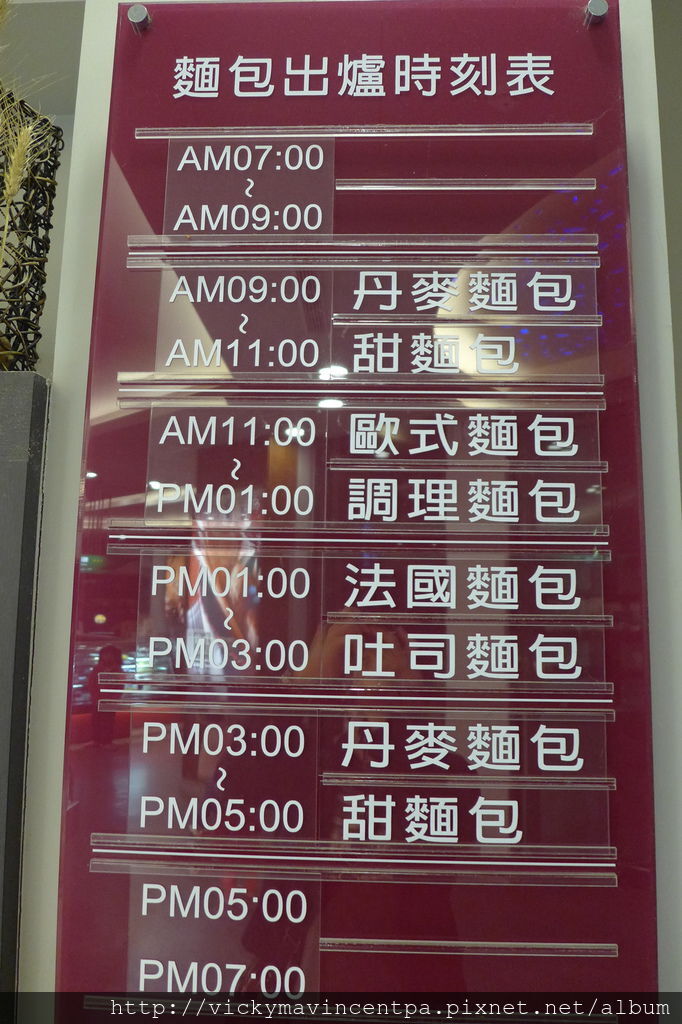 麵包出爐時刻表
AM07:00
~
AM09:00
AM09:00 丹麥麵包
~
AM11:00 甜麵包
AM11:00 歐式麵包
~
PM01:00 調理麵包
PM01:00 法國麵包
~
PM03:00 吐司麵包
PM03:00 丹麥麵包
~
PM05:00 甜麵包
PM05:00
PM07:00
http://vickymavincentpa.pixnet.net/album